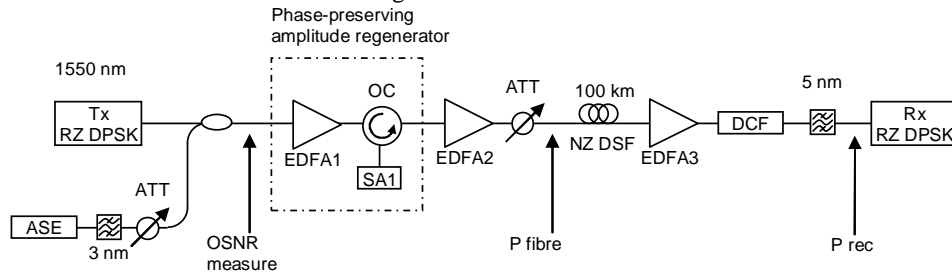 Phase-preserving
amplitude regenerator
1550 nm
Tx
RZ DPSK
OC
ATT
100 km
5 nm
EDFA1
SA1
EDFA2
NZ DSF
EDFA3
DCF
Rx
RZ DPSK
ATT
ASE
3 nm
OSNR
measure
P fibre
P rec